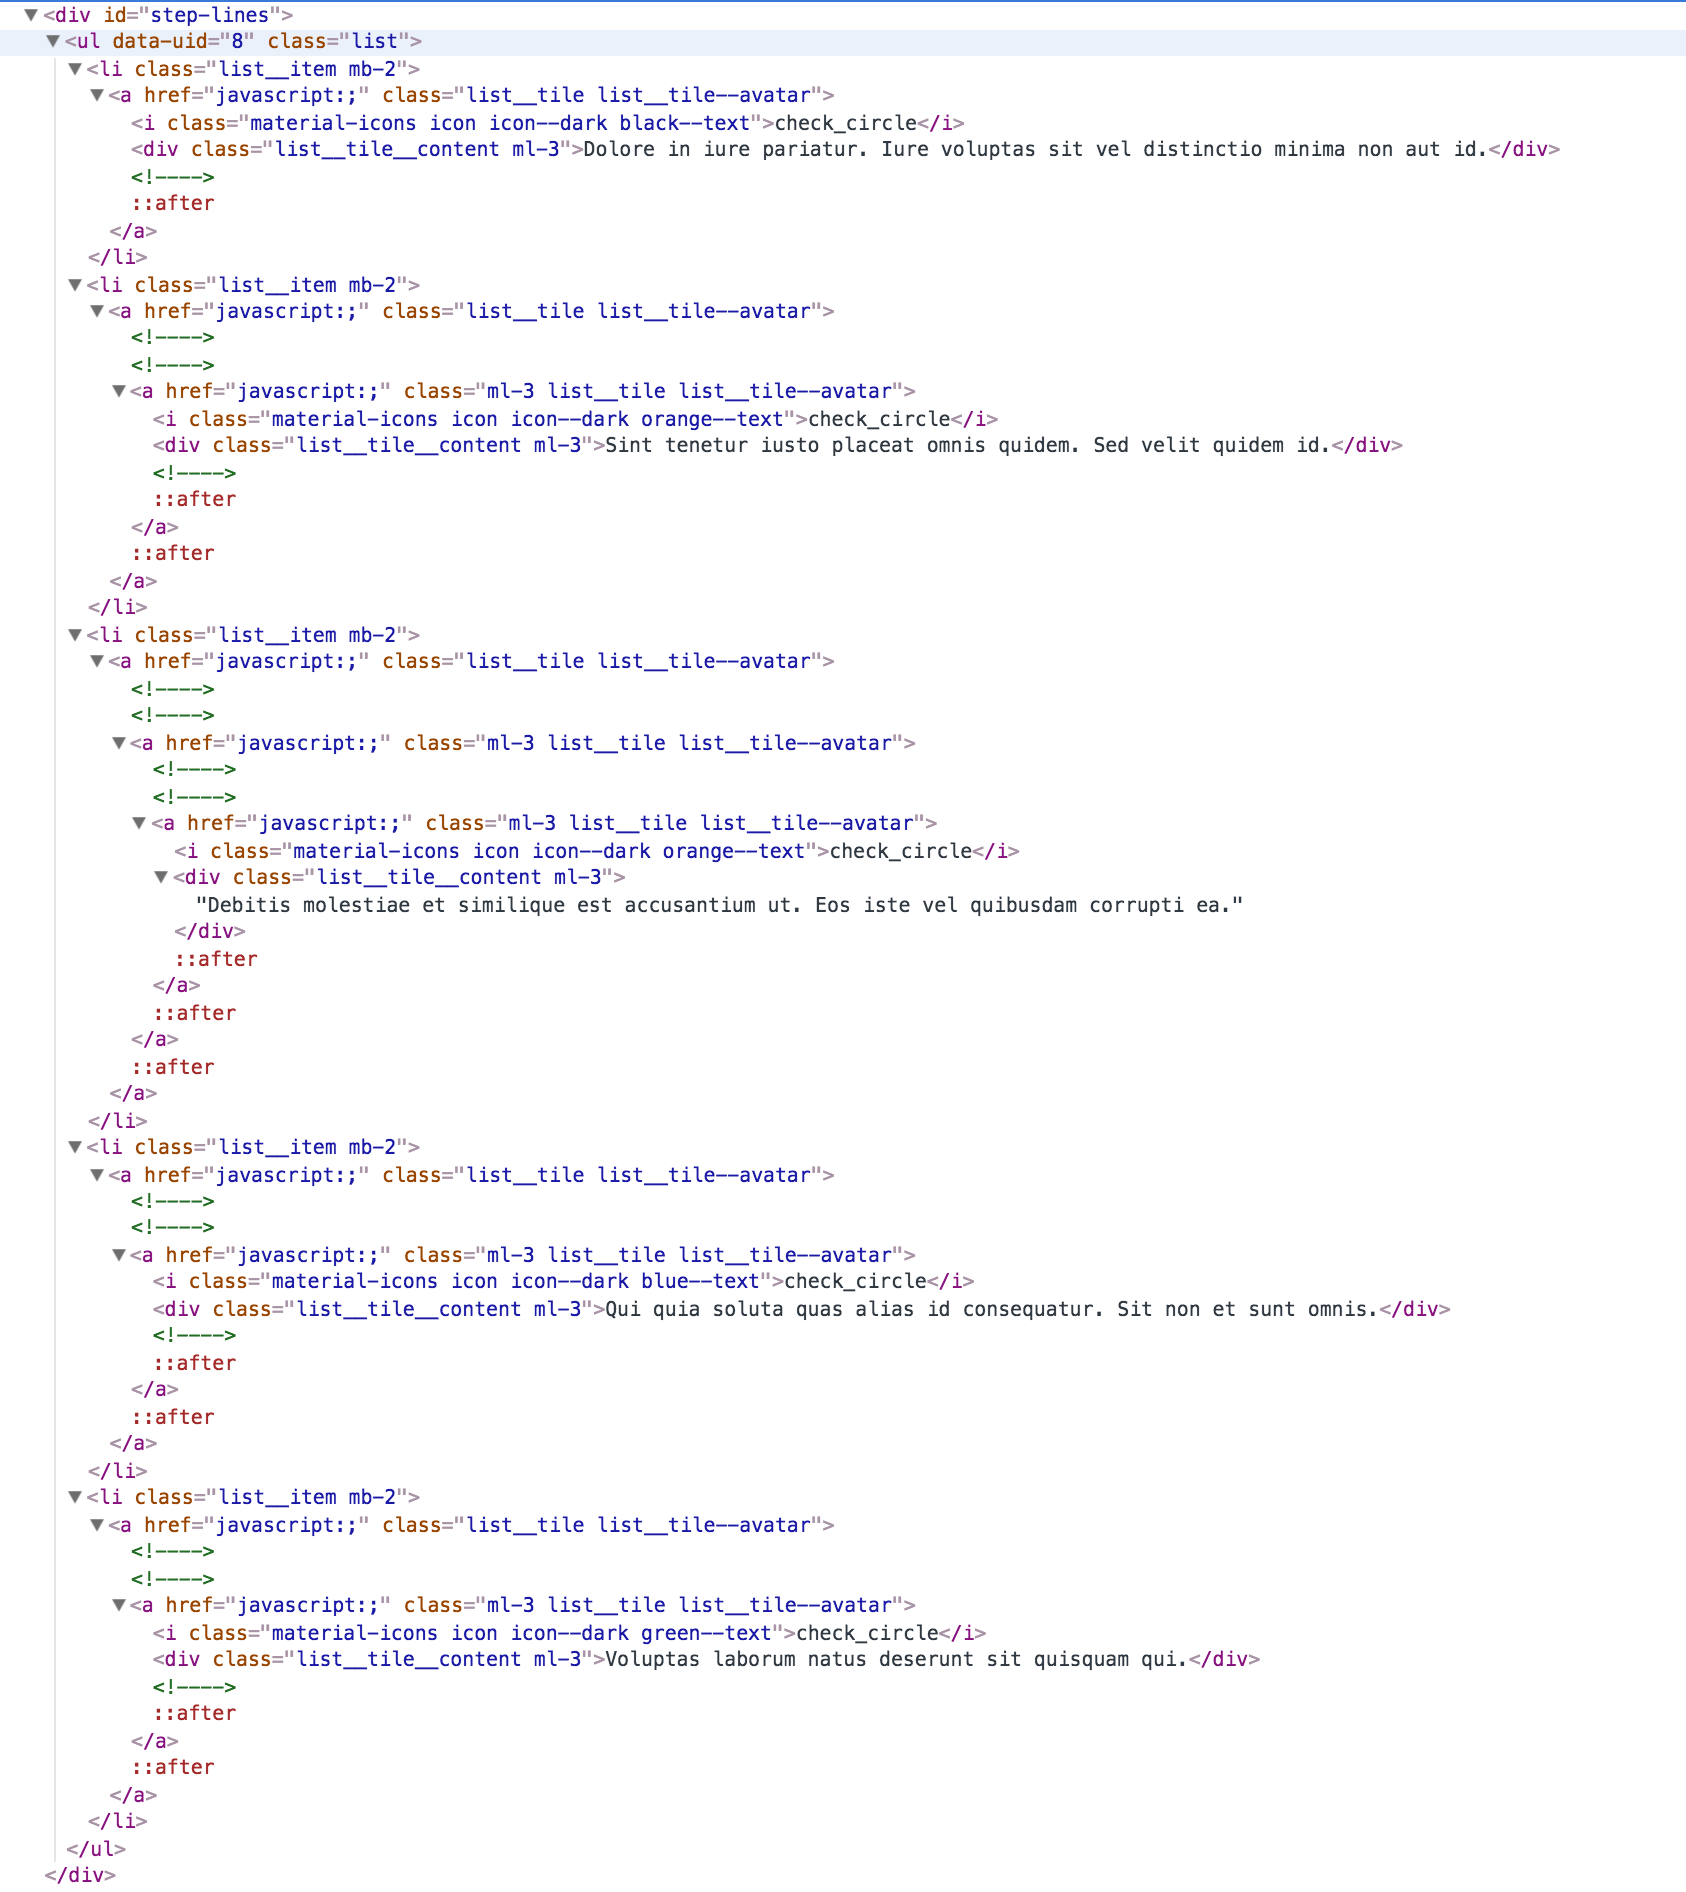 ▼<div id="step-lines">
▼<ul data-uid="8" class="list">
▼<li class="list__item mb-2">
▼<a href="javascript:;" class="list__tile list__tile--avatar">
<i class="material-icons icon icon--dark black--text">check_circle</i>
<div class="list__tile__content ml-3">Dolore in iure pariatur. Iure voluptas sit vel distinctio minima non aut id.</div>
<!---->
::after
</a>
</li>
▼<li class="list__item mb-2">
▼<a href="javascript:;" class="list__tile list__tile--avatar">
<!---->
<!---->
▼<a href="javascript:;" class="ml-3 list__tile list__tile--avatar">
<i class="material-icons icon icon--dark orange--text">check_circle</i>
<div class="list__tile__content ml-3">Sint tenetur iusto placeat omnis quidem. Sed velit quidem id.</div>
<!---->
::after
</a>
::after
</a>
</li>
▼<li class="list__item mb-2">
▼<a href="javascript:;" class="list__tile list__tile--avatar">
<!---->
<!---->
▼<a href="javascript:;" class="ml-3 list__tile list__tile--avatar">
<!---->
<!---->
▼<a href="javascript:;" class="ml-3 list__tile list__tile--avatar">
<i class="material-icons icon icon--dark orange--text">check_circle</i>
▼<div class="list__tile__content ml-3">
"Debitis molestiae et similique est accusantium ut. Eos iste vel quibusdam corrupti ea."
</div>
::after
</a>
::after
</a>
::after
</a>
</li>
▼<li class="list__item mb-2">
▼<a href="javascript:;" class="list__tile list__tile--avatar">
<!---->
<!---->
▼<a href="javascript:;" class="ml-3 list__tile list__tile--avatar">
<i class="material-icons icon icon--dark blue--text">check_circle</i>
<div class="list__tile__content ml-3">Qui quia soluta quas alias id consequatur. Sit non et sunt omnis.</div>
<!---->
::after
</a>
::after
</a>
</li>
▼<li class="list__item mb-2">
▼<a href="javascript:;" class="list__tile list__tile--avatar">
<!---->
<!---->
▼<a href="javascript:;" class="ml-3 list__tile list__tile--avatar">
<i class="material-icons icon icon--dark green--text">check_circle</i>
<div class="list__tile__content ml-3">Voluptas laborum natus deserunt sit quisquam qui.</div>
<!---->
::after
</a>
::after
</a>
</li>
</ul>
</div>